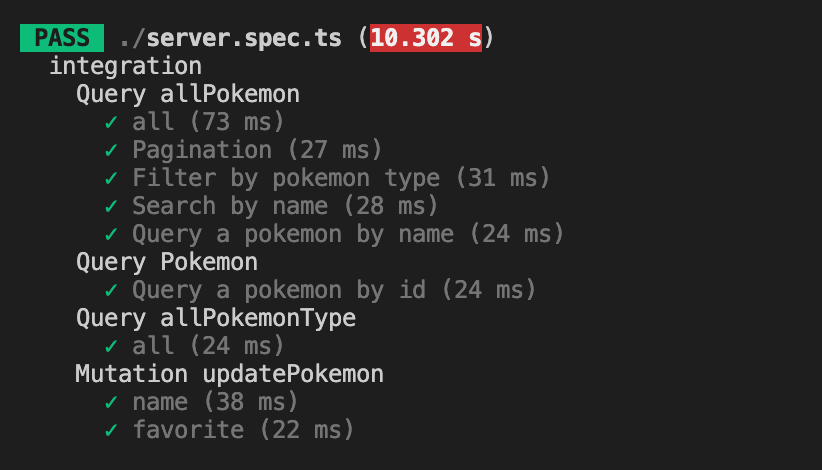 PASS ./server.spec.ts (10.302 s)
integration
Query allPokemon
✓ all (73 ms)
✓ Pagination (27 ms)
✓ Filter by pokemon type (31 ms)
✓ Search by name (28 ms)
✓ Query a pokemon by name (24 ms)
Query Pokemon
✓ Query a pokemon by id (24 ms)
Query allPokemonType
✓ all (24 ms)
Mutation updatePokemon
✓ name (38 ms)
✓ favorite (22 ms)